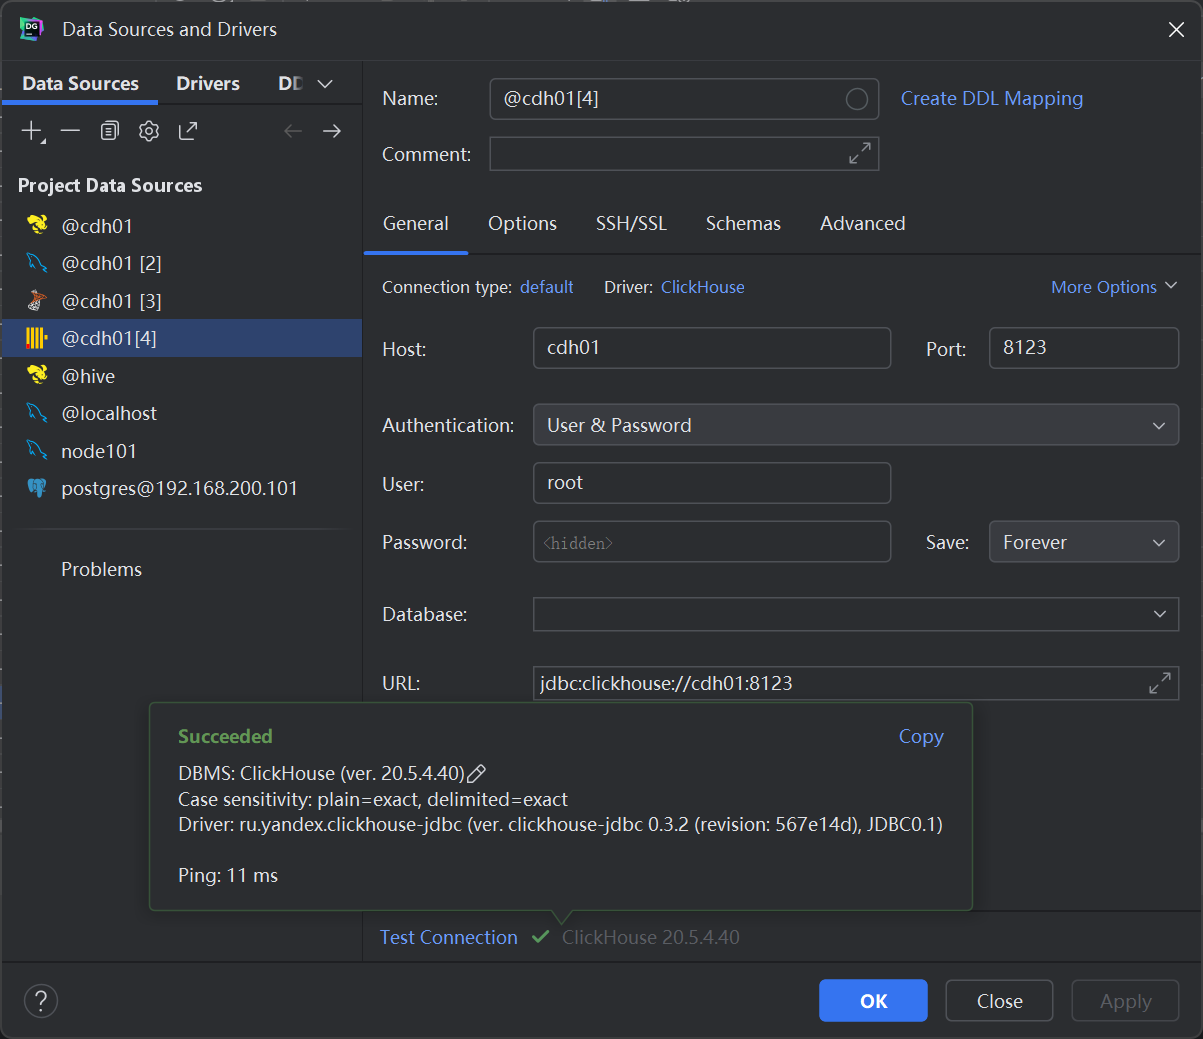 DG
Data Sources and Drivers
Data Sources
Drivers
DD
Project Data Sources
@cdh01
@cdh01 [2]
@cdh01 [3]
@cdh01[4]
@hive
@localhost
node101
postgres@192.168.200.101
Problems
Name:
@cdh01[4]
Create DDL Mapping
Comment:
General
Options
SSH/SSL
Schemas
Advanced
Connection type: default
Driver: ClickHouse
More Options
Host:
cdh01
Port:
8123
Authentication:
User & Password
User:
root
Password:
<hidden>
Save:
Forever
Database:
URL:
jdbc:clickhouse://cdh01:8123
Succeeded
Copy
DBMS: ClickHouse (ver. 20.5.4.40)
Case sensitivity: plain=exact, delimited=exact
Driver: ru.yandex.clickhouse-jdbc (ver. clickhouse-jdbc 0.3.2 (revision: 567e14d), JDBC0.1)
Ping: 11 ms
Test Connection
ClickHouse 20.5.4.40
?
OK
Close
Apply